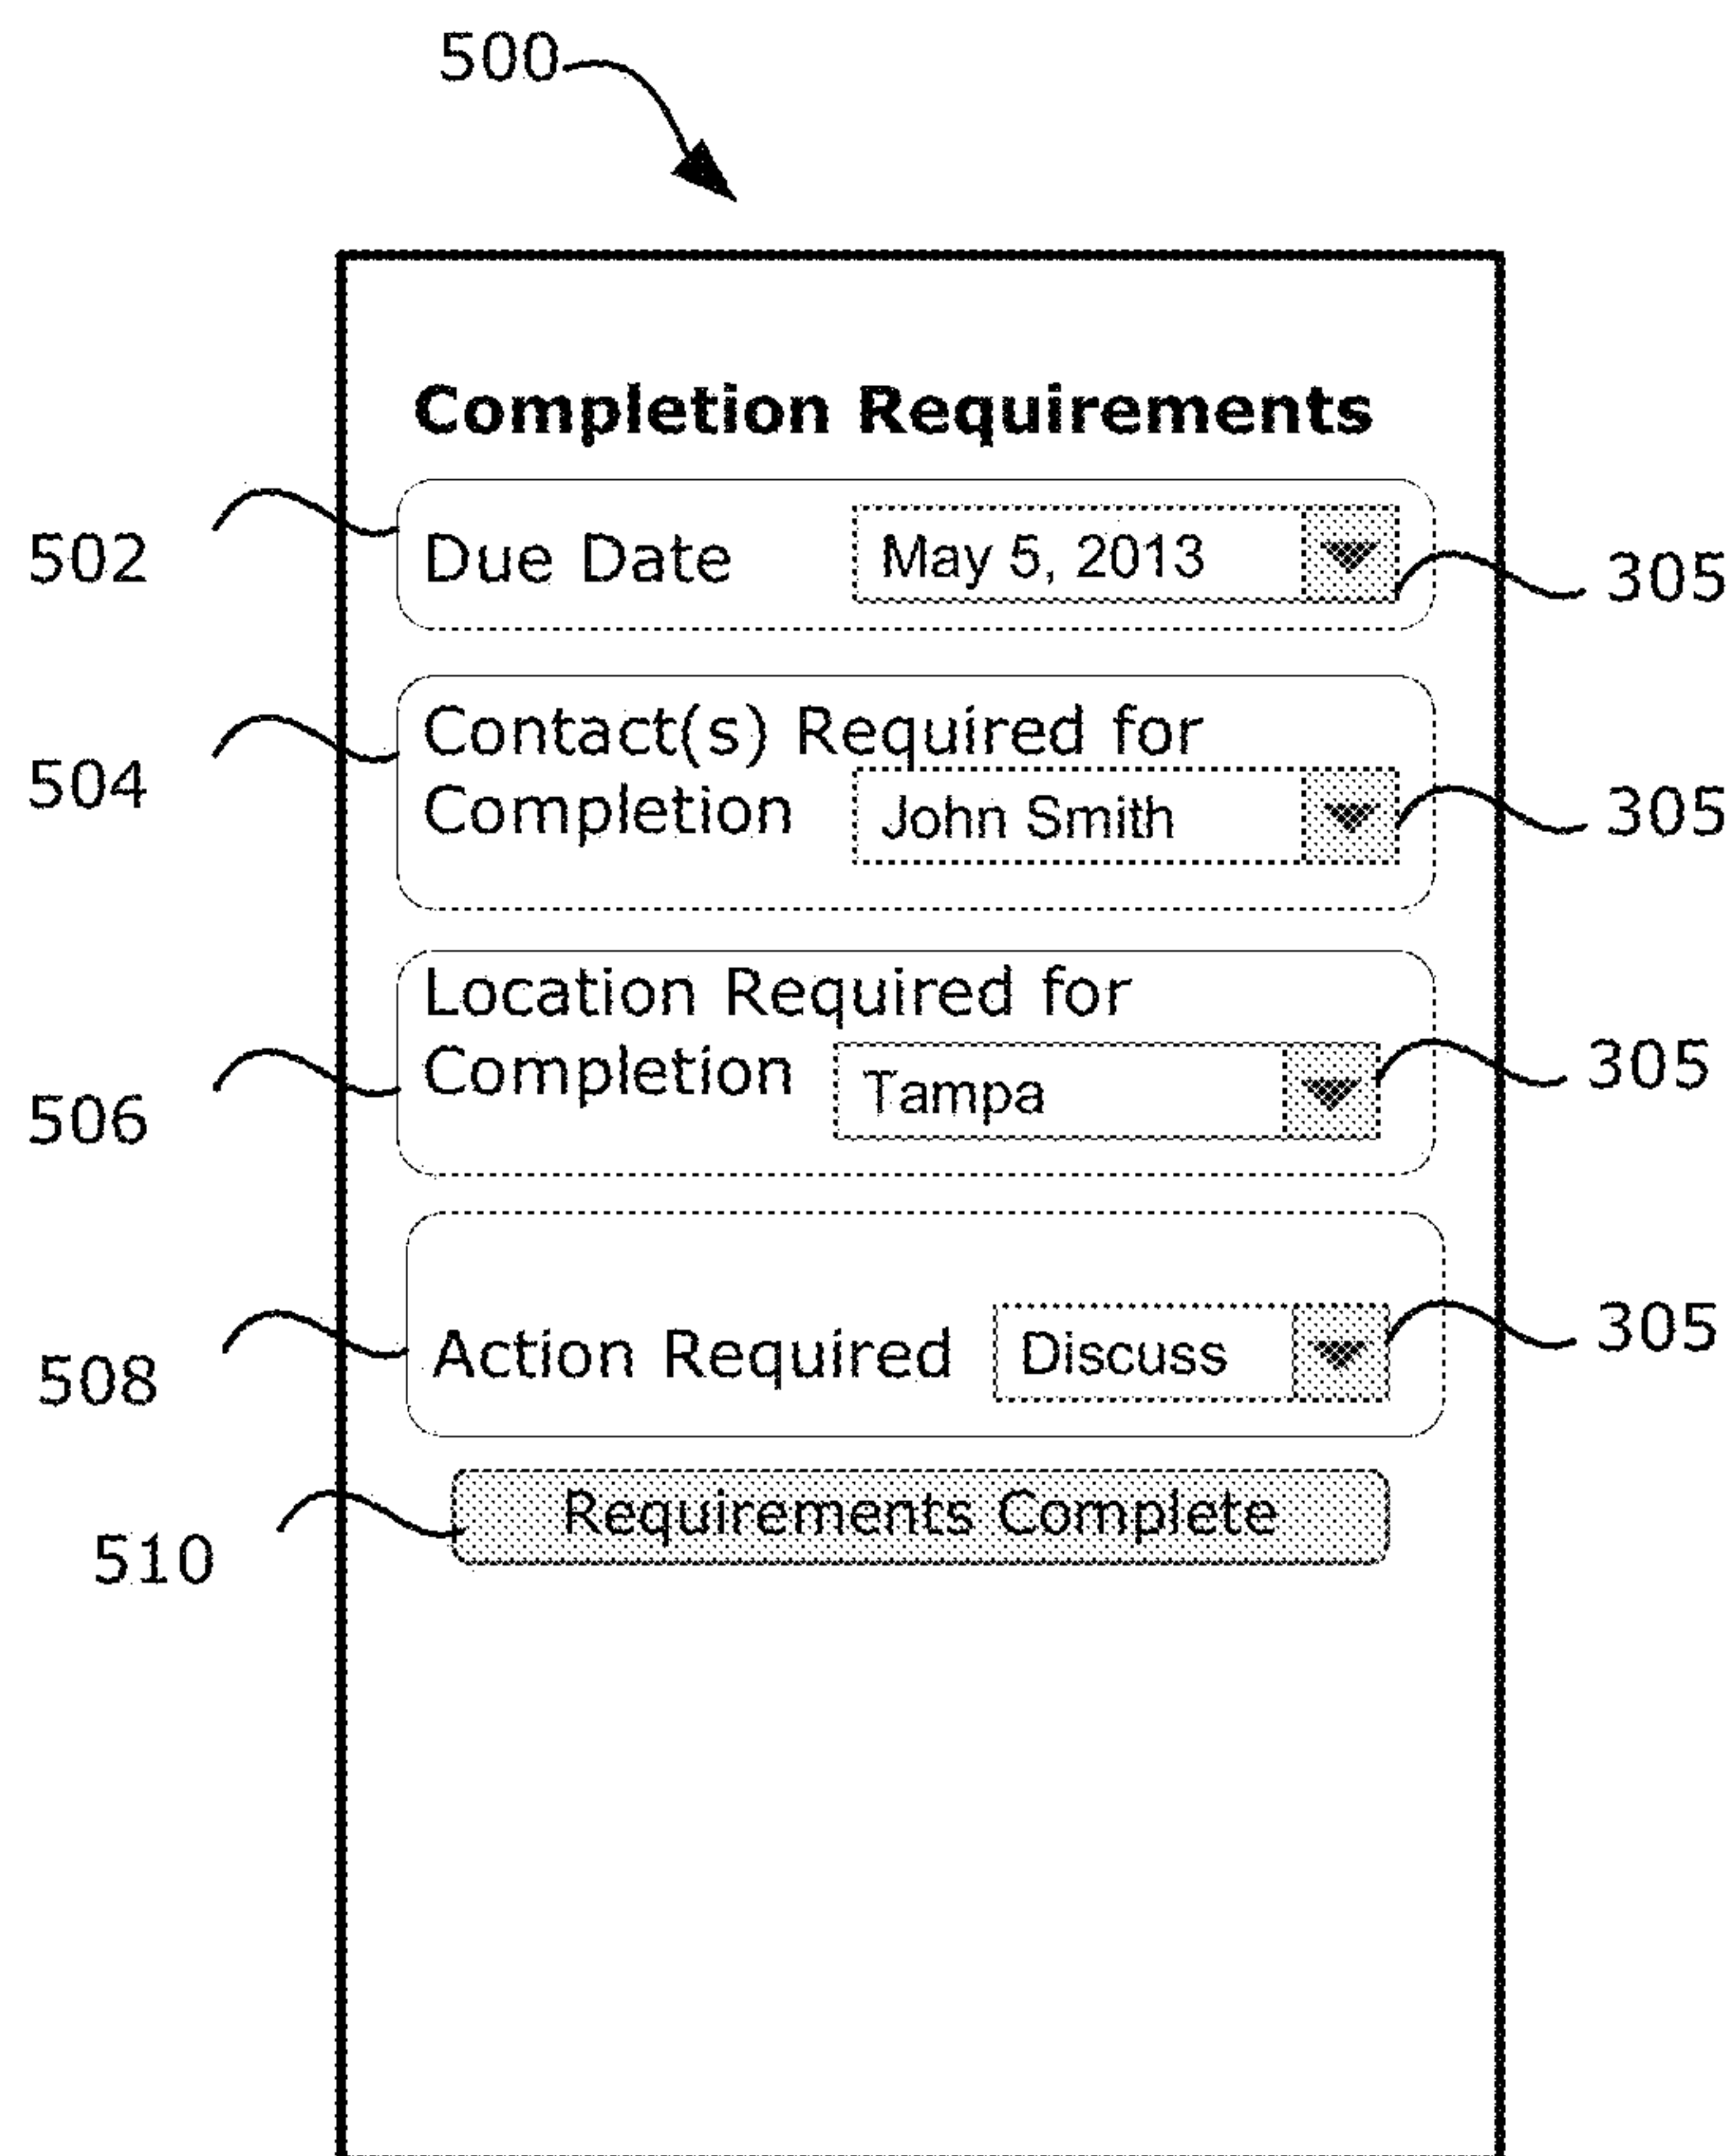 500
Completion Requirements
502
Due Date
May 5, 2013
305
504
Contact(s) Required for
Completion
John Smith
305
506
Location Required for
Completion
Tampa
305
508
Action Required
Discuss
305
510
Requirements Complete